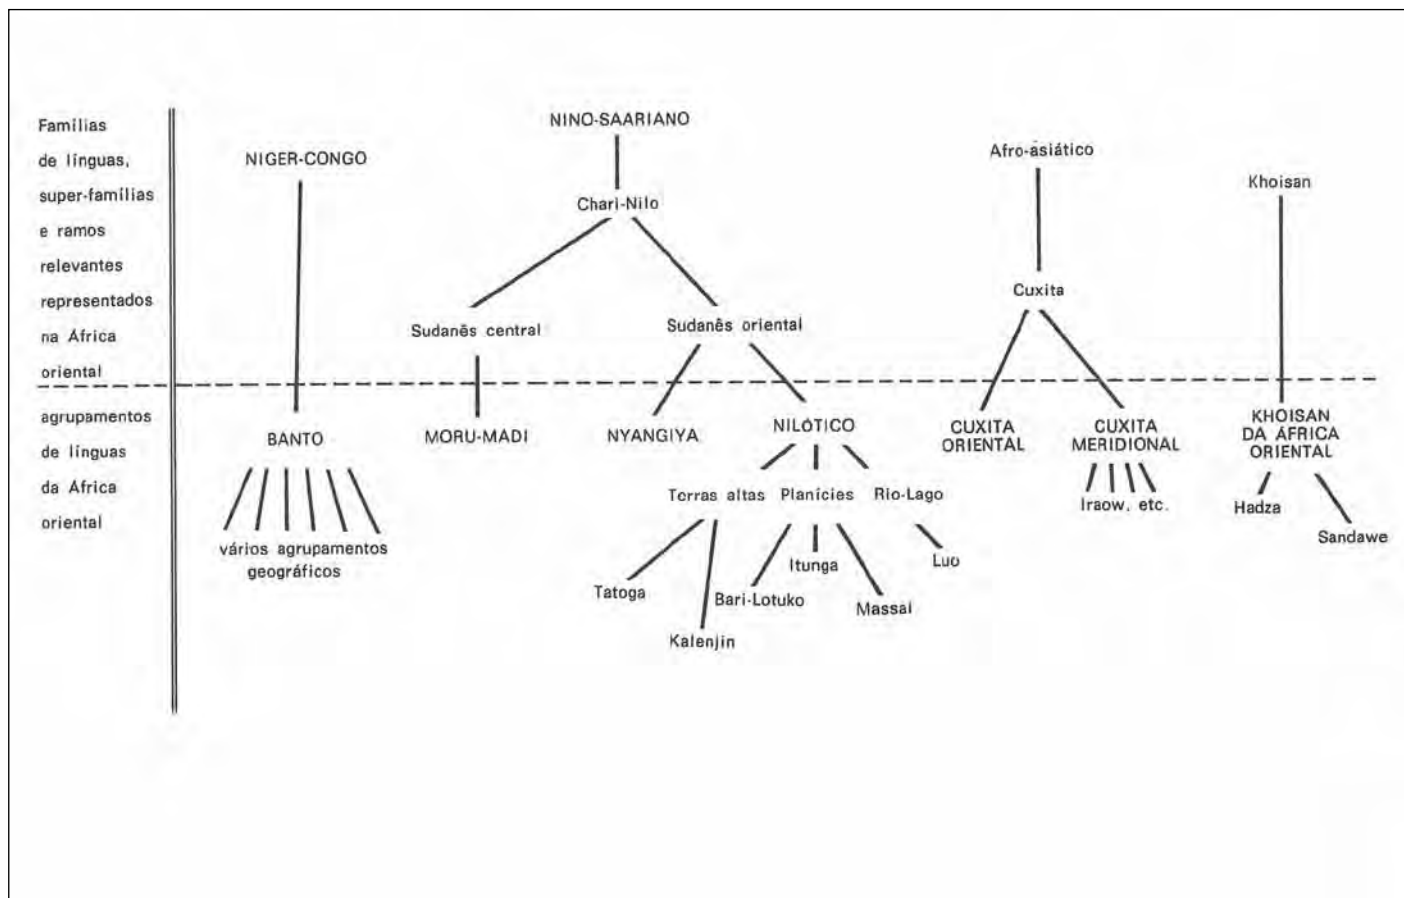 Famílias
de línguas,
super-famílias
e ramos
relevantes
representados
na África
oriental
agrupamentos
de línguas
da África
oriental
NIGER-CONGO
BANTO
vários agrupamentos
geográficos
NINO-SAARIANO
Chari-Nilo
Sudanês central
Sudanês oriental
MORU-MADI
NYANGIYA
NILÓTICO
Terras altas
Planícies
Rio-Lago
Tatoga
Kalenjin
Bari-Lotuko
Itunga
Massai
Luo
Afro-asiático
Cuxita
CUXITA
ORIENTAL
CUXITA
MERIDIONAL
Iraow, etc.
Khoisan
KHOISAN
DA ÁFRICA
ORIENTAL
Hadza
Sandawe